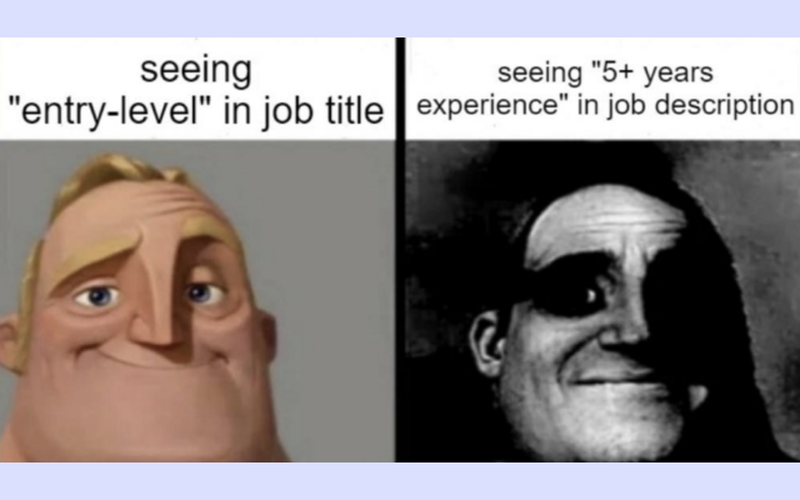 seeing
"entry-level" in job title
seeing "5+ years
experience" in job description